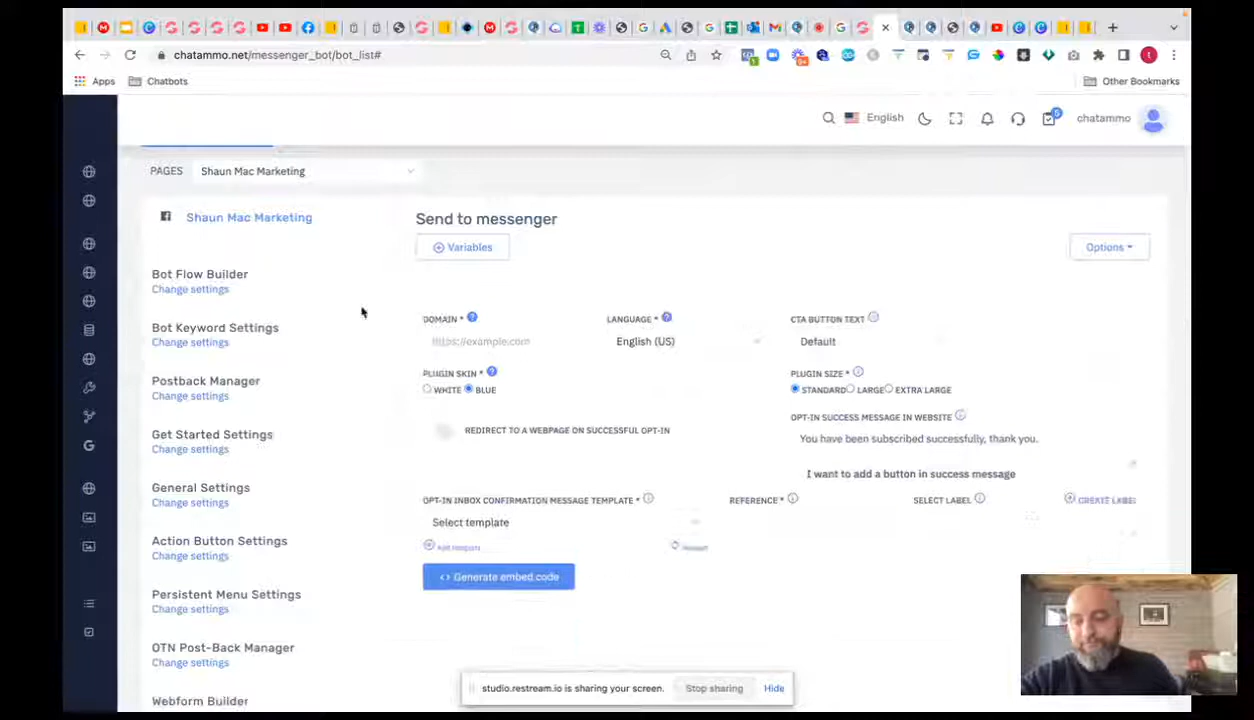 chatammo.net/messenger_bot/bot_list#
Apps
Chatbots
Other Bookmarks
English
chatammo
PAGES
Shaun Mac Marketing
Shaun Mac Marketing
Send to messenger
Variables
Options
Bot Flow Builder
Change settings
Bot Keyword Settings
Change settings
Postback Manager
Change settings
Get Started Settings
Change settings
General Settings
Change settings
Action Button Settings
Change settings
Persistent Menu Settings
Change settings
OTN Post-Back Manager
Change settings
Webform Builder
DOMAIN *
LANGUAGE *
CTA BUTTON TEXT
https://example.com
English (US)
Default
PLUGIN SKIN *
PLUGIN SIZE *
WHITE
BLUE
STANDARD
LARGE
EXTRA LARGE
OPT-IN SUCCESS MESSAGE IN WEBSITE
REDIRECT TO A WEBPAGE ON SUCCESSFUL OPT-IN
You have been subscribed successfully, thank you.
I want to add a button in success message
OPT-IN INBOX CONFIRMATION MESSAGE TEMPLATE *
REFERENCE *
SELECT LABEL
CREATE LABEL
Select template
<> Generate embed code
studio.restream.io is sharing your screen.
Stop sharing
Hide